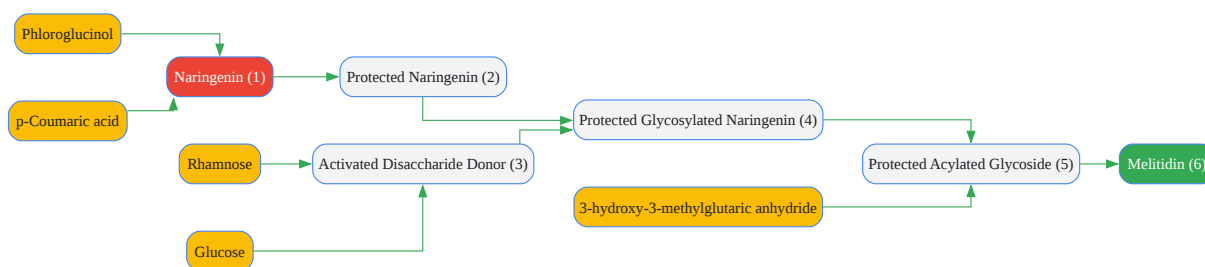 Phloroglucinol
Naringenin (1)
Protected Naringenin (2)
p-Coumaric acid
Protected Glycosylated Naringenin (4)
Rhamnose
Activated Disaccharide Donor (3)
Protected Acylated Glycoside (5)
Melitidin (6)
3-hydroxy-3-methylglutaric anhydride
Glucose